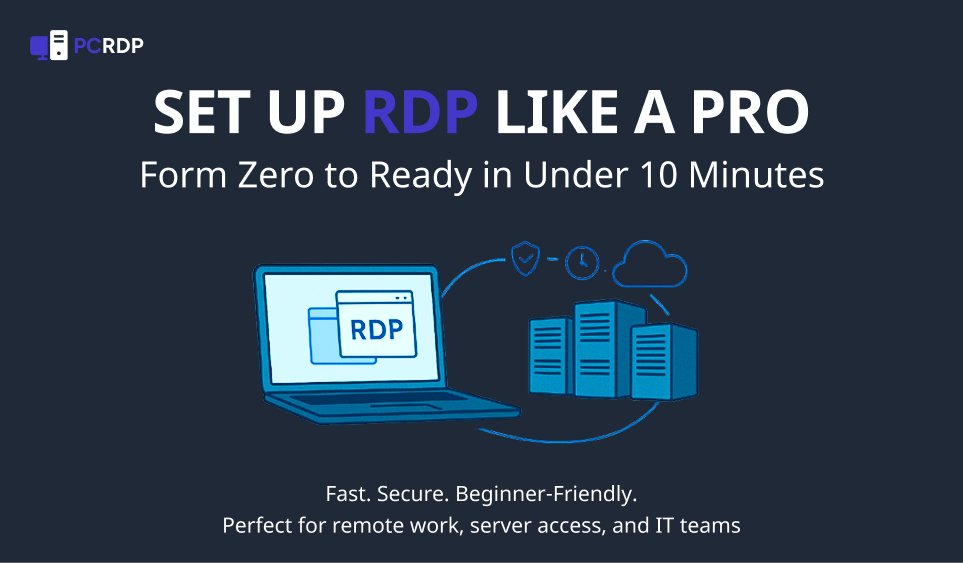 PCRDP
SET UP RDP LIKE A PRO
Form Zero to Ready in Under 10 Minutes
RDP
Fast. Secure. Beginner-Friendly.
Perfect for remote work, server access, and IT teams